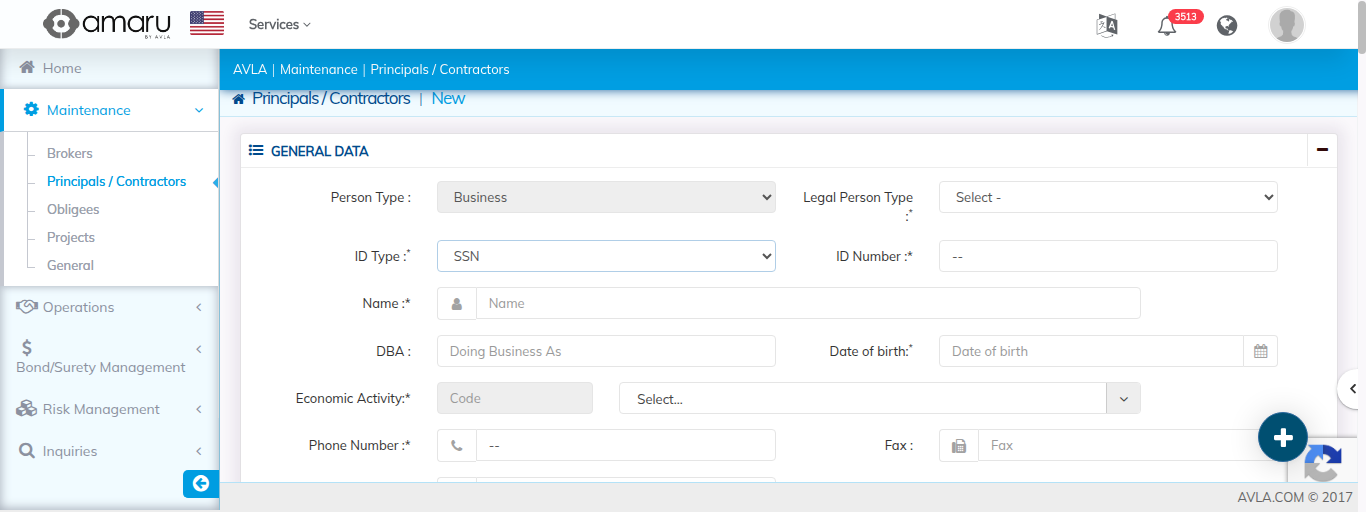 amaru
BY AVLA
Services
A
3513
Home
AVLA | Maintenance | Principals / Contractors
Maintenance
Principals / Contractors | New
Brokers
Principals / Contractors
Obligees
Projects
General
Operations
Bond/Surety Management
Risk Management
Inquiries
GENERAL DATA
Person Type : Business
Legal Person Type :* Select -
ID Type :* SSN
ID Number :* --
Name :* Name
DBA : Doing Business As
Date of birth:* Date of birth
Economic Activity:* Code Select...
Phone Number :* --
Fax : Fax
AVLA.COM © 2017